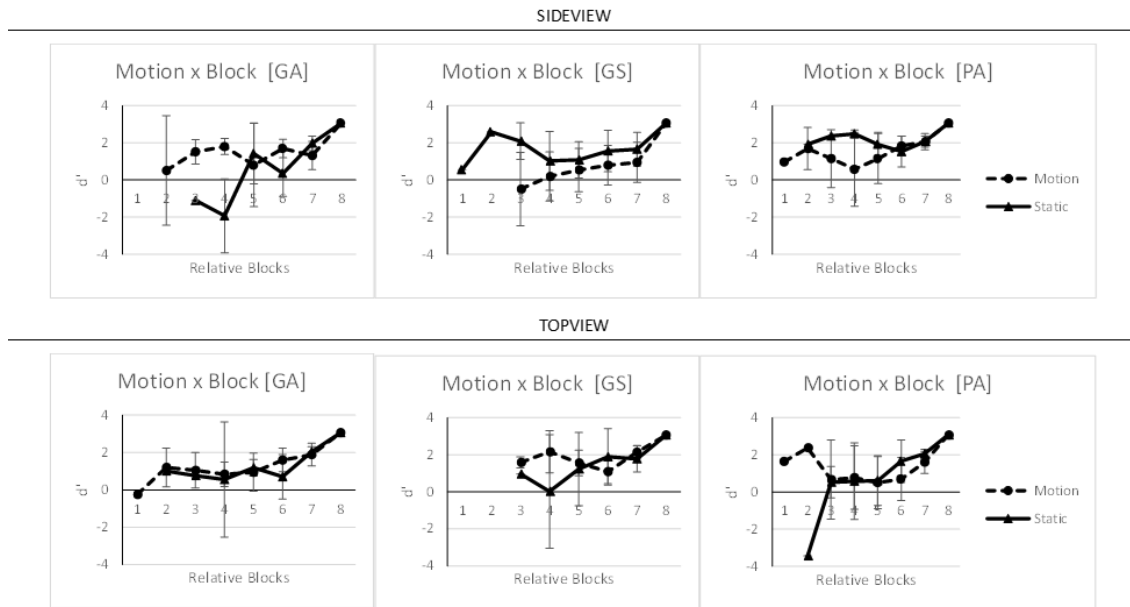 SIDEVIEW
Motion x Block [GA]
4
2
0
-2
-4
d'
1 2 3 4 5 6 7 8
Relative Blocks
Motion x Block [GS]
4
2
0
-2
-4
d'
1 2 3 4 5 6 7 8
Relative Blocks
Motion x Block [PA]
4
2
0
-2
-4
d'
1 2 3 4 5 6 7 8
Relative Blocks
Motion
Static
TOPVIEW
Motion x Block [GA]
4
2
0
-2
-4
d'
1 2 3 4 5 6 7 8
Relative Blocks
Motion x Block [GS]
4
2
0
-2
-4
d'
1 2 3 4 5 6 7 8
Relative Blocks
Motion x Block [PA]
4
2
0
-2
-4
d'
1 2 3 4 5 6 7 8
Relative Blocks
Motion
Static